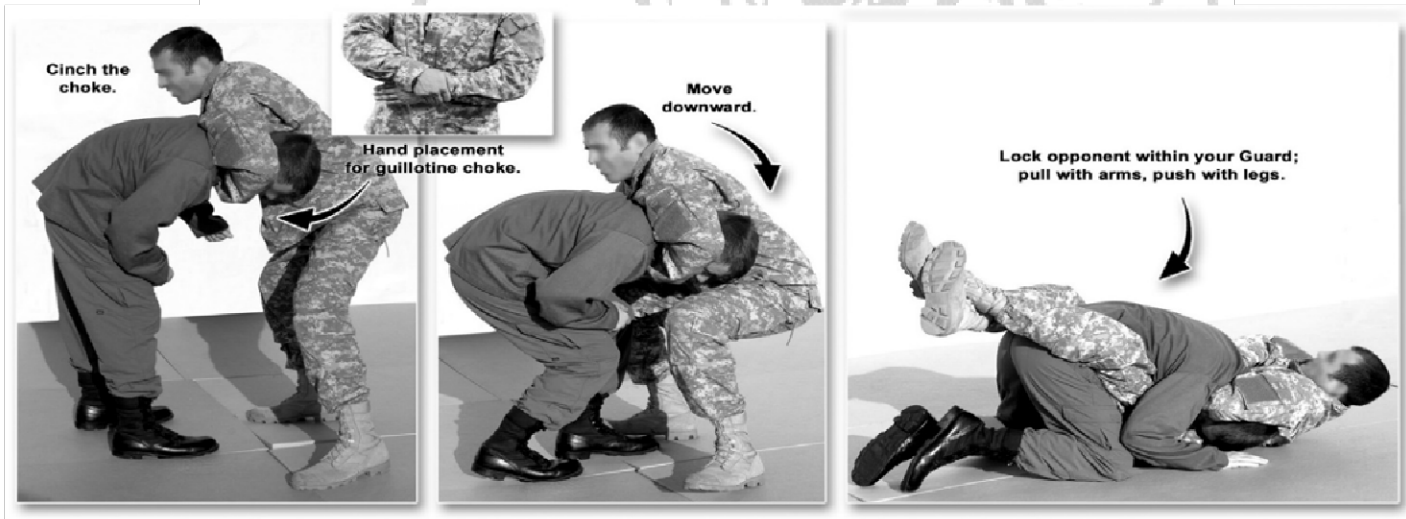 Cinch the
choke.
Hand placement
for guillotine choke.
Move
downward.
Lock opponent within your Guard;
pull with arms, push with legs.